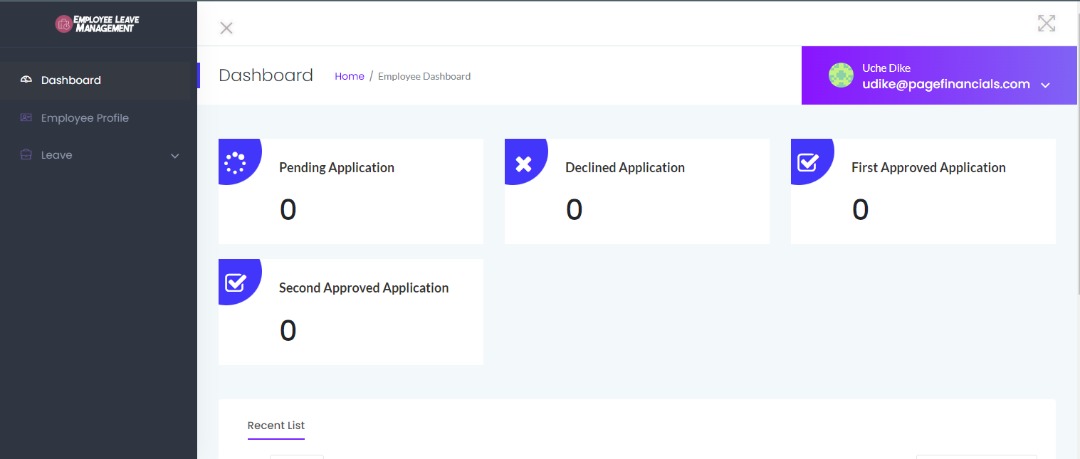 EMPLOYEE LEAVE
MANAGEMENT
Dashboard
Employee Profile
Leave
Dashboard
Home / Employee Dashboard
Uche Dike
udike@pagefinancials.com
Pending Application
0
Declined Application
0
First Approved Application
0
Second Approved Application
0
Recent List